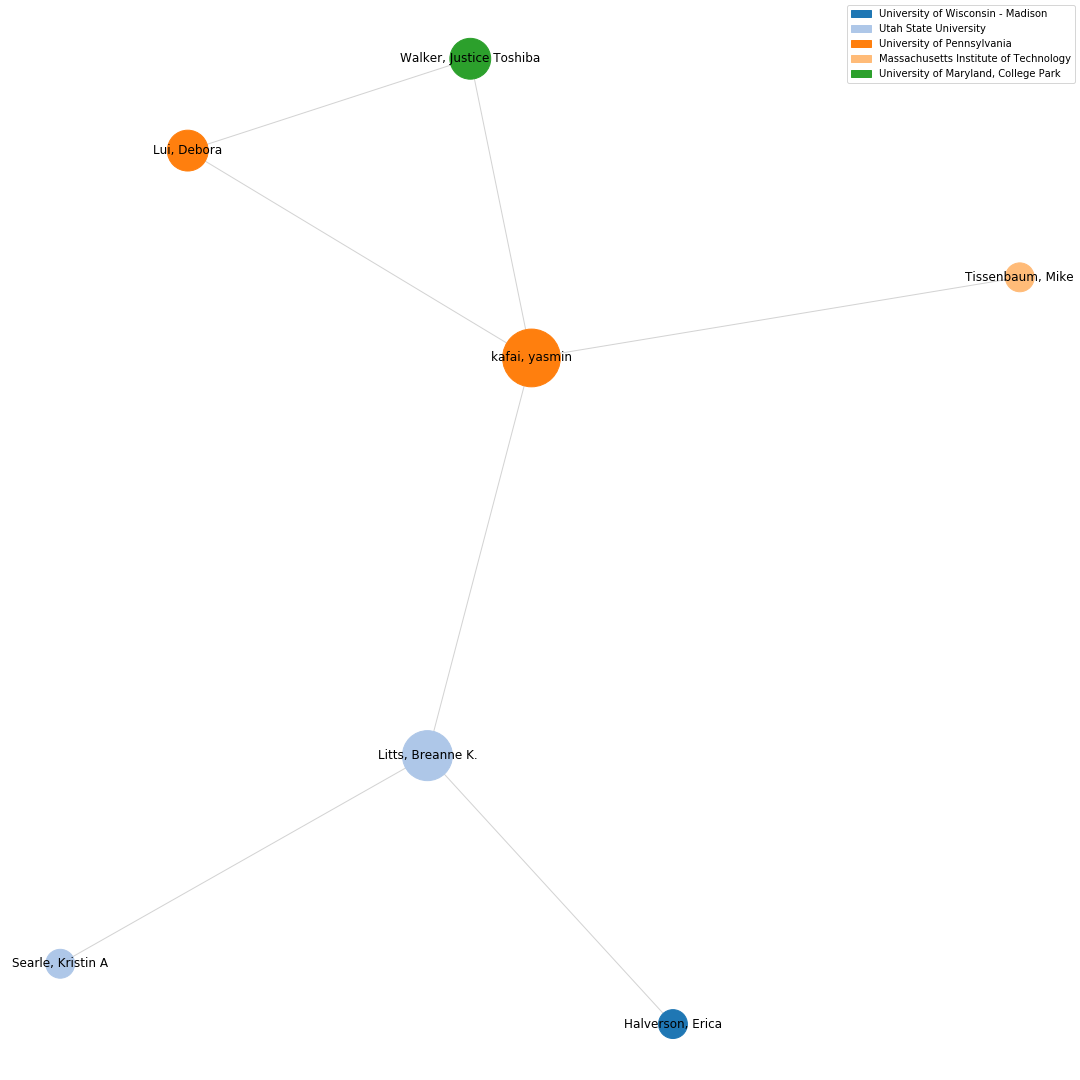 University of Wisconsin - Madison
Utah State University
University of Pennsylvania
Massachusetts Institute of Technology
University of Maryland, College Park
Walker, Justice Toshiba
Lui, Debora
Tissenbaum, Mike
kafai, yasmin
Litts, Breanne K.
Searle, Kristin A
Halverson, Erica